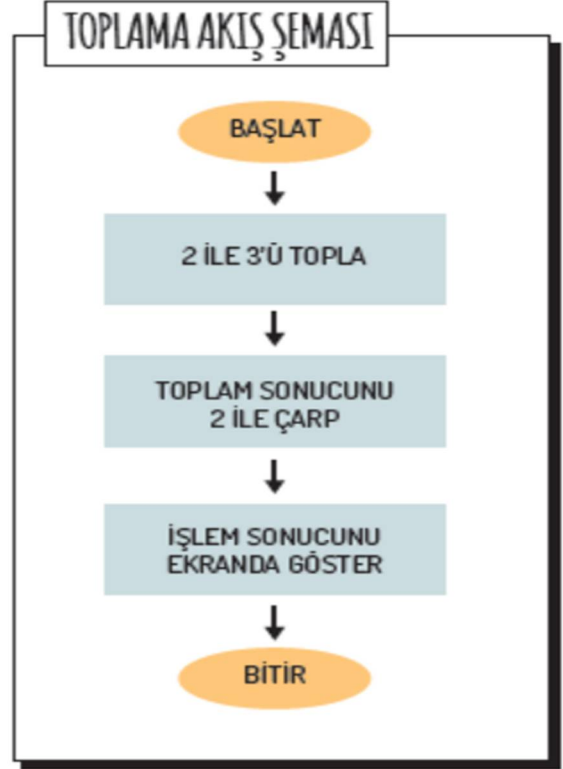 TOPLAMA AKIŞ ŞEMASI
BAŞLAT
2 İLE 3'Ü TOPLA
TOPLAM SONUCUNU
2 İLE ÇARP
İŞLEM SONUCUNU
EKRANDA GÖSTER
BİTİR